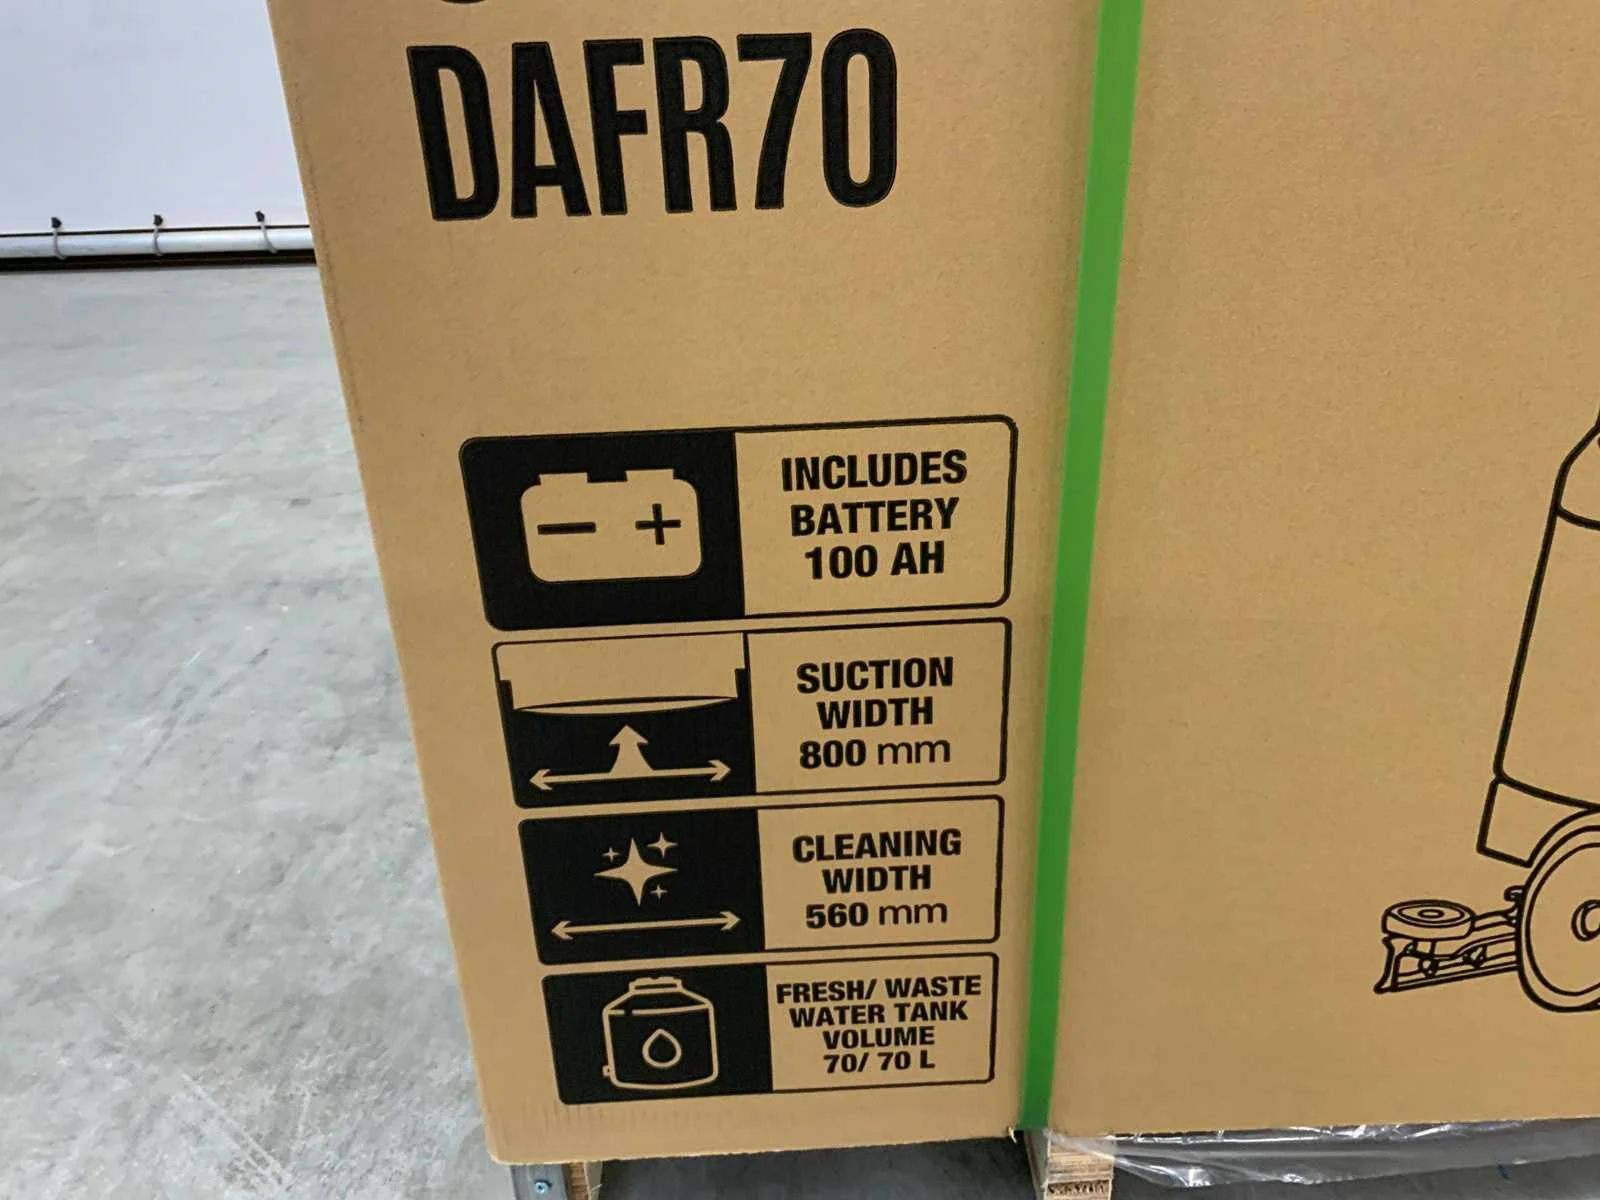 DAFR70
INCLUDES
BATTERY
100 AH
SUCTION
WIDTH
800 mm
CLEANING
WIDTH
560 mm
FRESH/ WASTE
WATER TANK
VOLUME
70/ 70 L